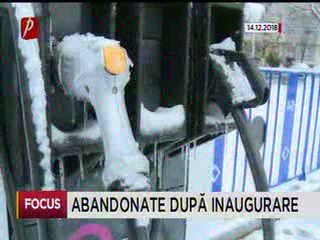 14.12.2018
FOCUS
ABANDONATE DUPĂ INAUGURARE